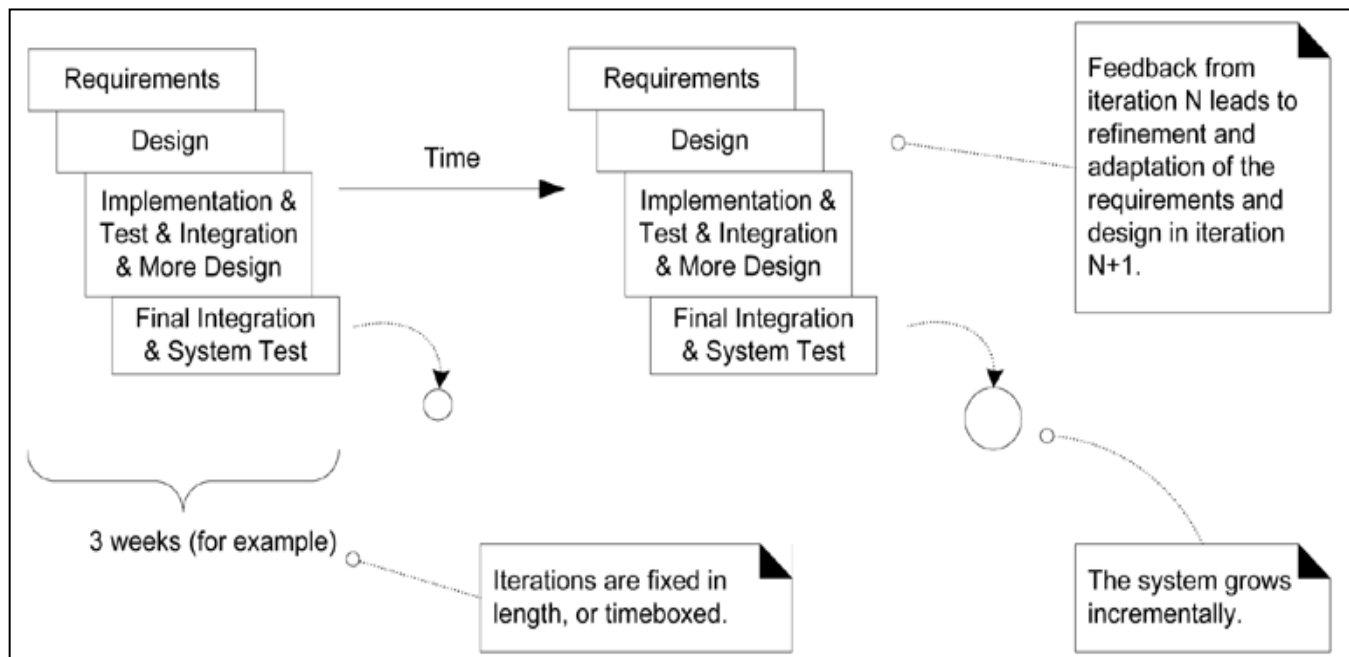 Requirements
Design
Implementation &
Test & Integration
& More Design
Final Integration
& System Test
Time
Requirements
Design
Implementation &
Test & Integration
& More Design
Final Integration
& System Test
Feedback from
iteration N leads to
refinement and
adaptation of the
requirements and
design in iteration
N+1.
3 weeks (for example)
Iterations are fixed in
length, or timeboxed.
The system grows
incrementally.